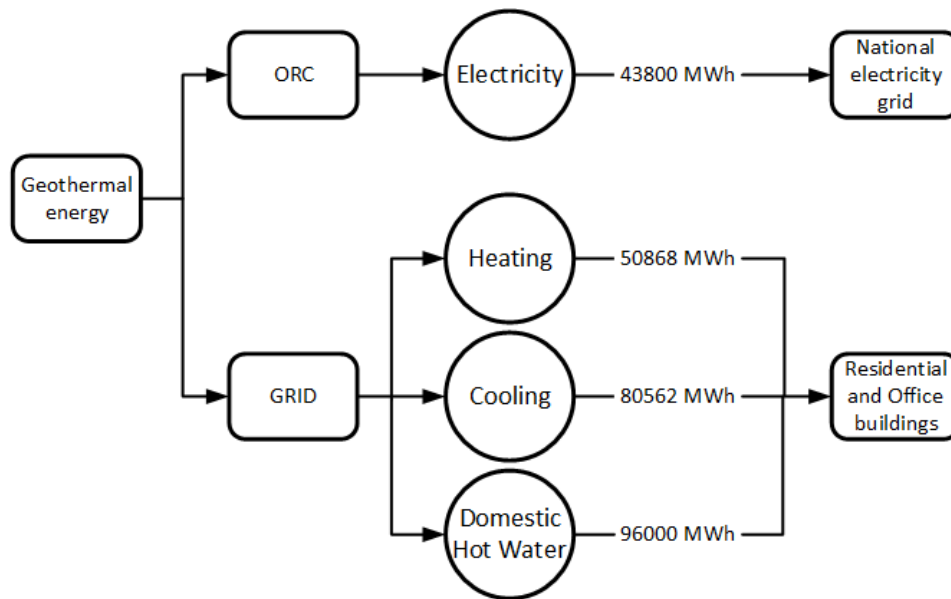 ORC
Electricity
43800 MWh
National
electricity
grid
Geothermal
energy
Heating
50868 MWh
GRID
Cooling
80562 MWh
Residential
and Office
buildings
Domestic
Hot Water
96000 MWh